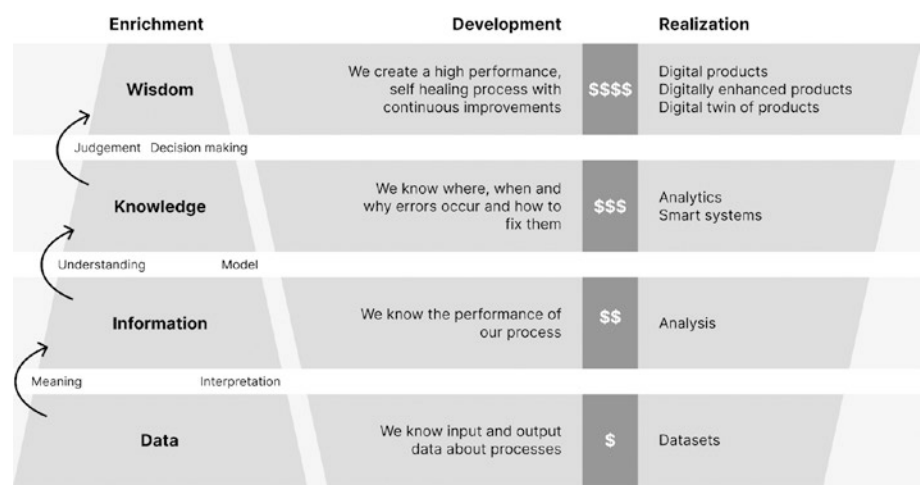 Enrichment
Development
Realization
Wisdom
We create a high performance,
self healing process with
continuous improvements
$$$$
Digital products
Digitally enhanced products
Digital twin of products
Judgement
Decision making
Knowledge
We know where, when and
why errors occur and how to
fix them
$$$
Analytics
Smart systems
Understanding
Model
Information
We know the performance of
our process
$$
Analysis
Meaning
Interpretation
Data
We know input and output
data about processes
$
Datasets